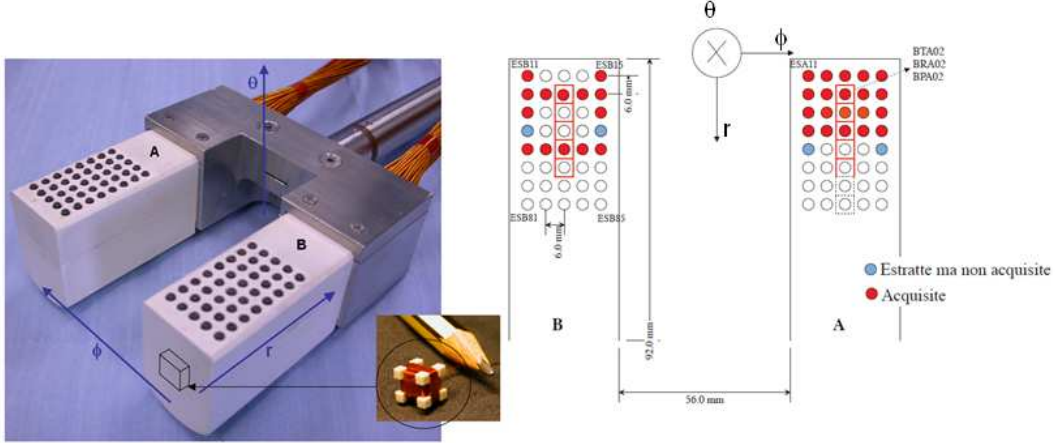 θ
A
B
φ
r
θ
φ
r
ESB11
ESB15
ESA11
BTA02
BRA02
BPA02
6.0 mm
ESB81
ESB85
6.0 mm
92.0 mm
56.0 mm
B
A
Estratte ma non acquisite
Acquisite